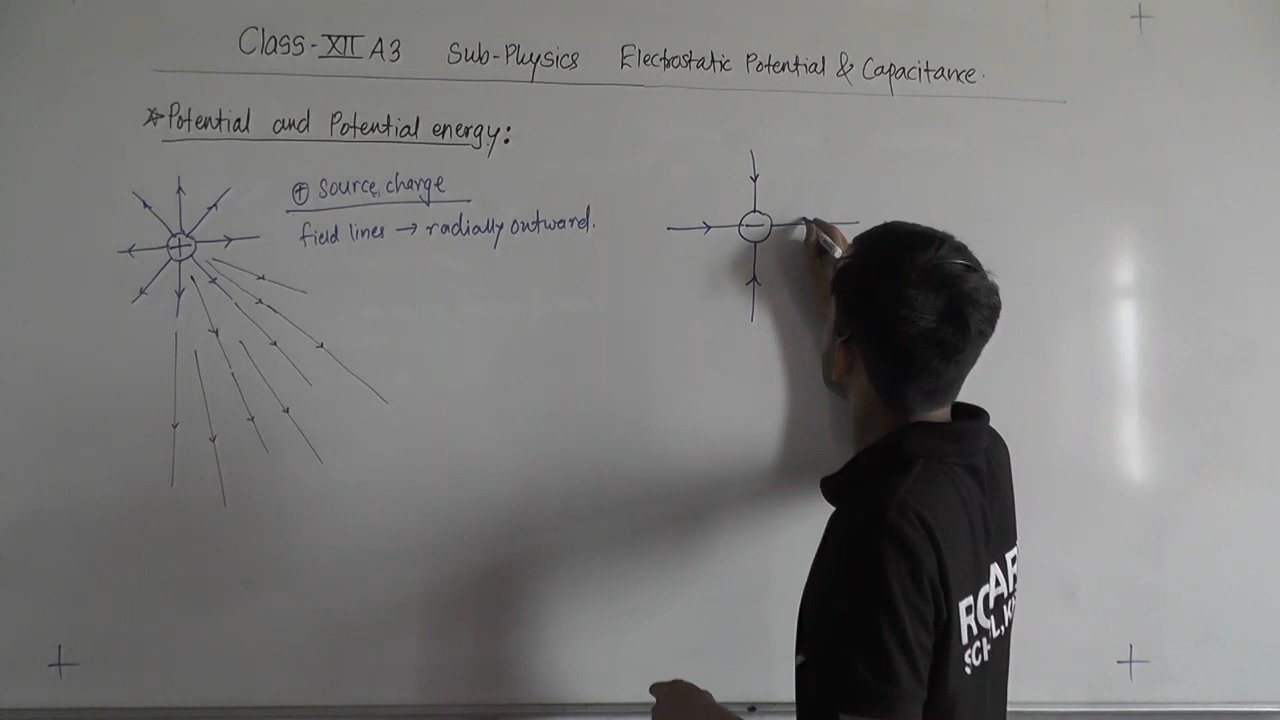 Class-XII A3 Sub-Physics Electrostatic Potential & Capacitance.
*Potential and Potential energy:
⊕ source charge
field lines → radially outward.